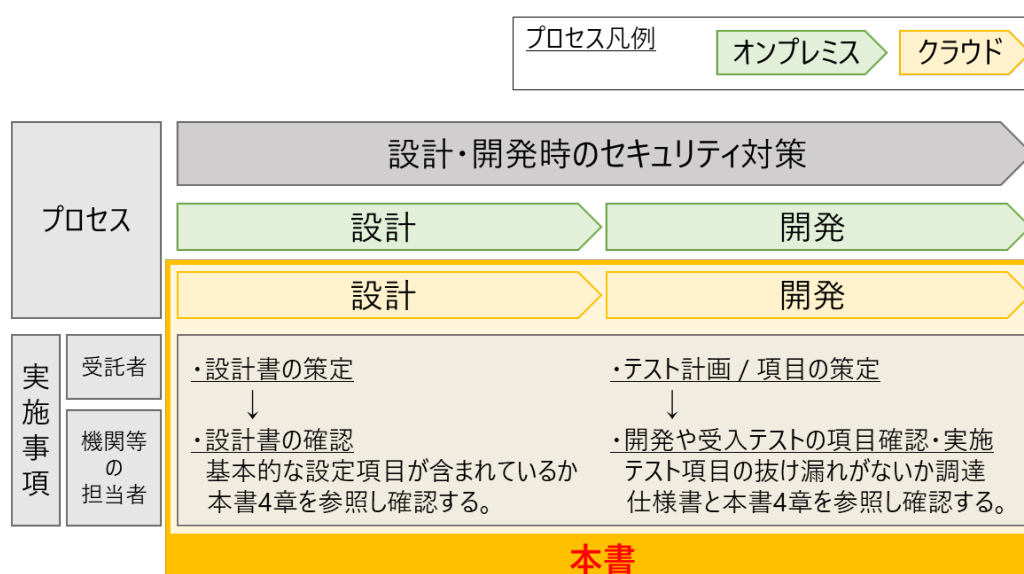 プロセス凡例
オンプレミス
クラウド
プロセス
設計・開発時のセキュリティ対策
設計
開発
設計
開発
実施事項
受託者
・設計書の策定
↓
・テスト計画 / 項目の策定
↓
機関等
の
担当者
・設計書の確認
基本的な設定項目が含まれているか
本書4章を参照し確認する。
・開発や受入テストの項目確認・実施
テスト項目の抜け漏れがないか調達
仕様書と本書4章を参照し確認する。
本書